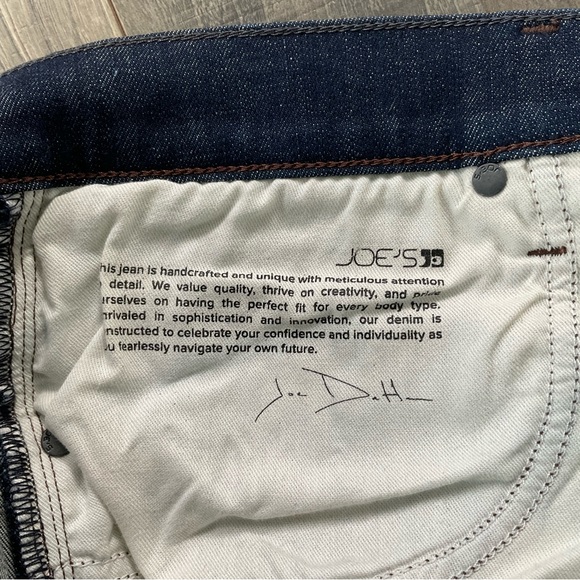 JOE'S
his jean is handcrafted and unique with meticulous attention
detail. We value quality, thrive on creativity, and pride
urselves on having the perfect fit for every body type.
nrivaled in sophistication and innovation, our denim is
nstructed to celebrate your confidence and individuality as
ou fearlessly navigate your own future.
Joe